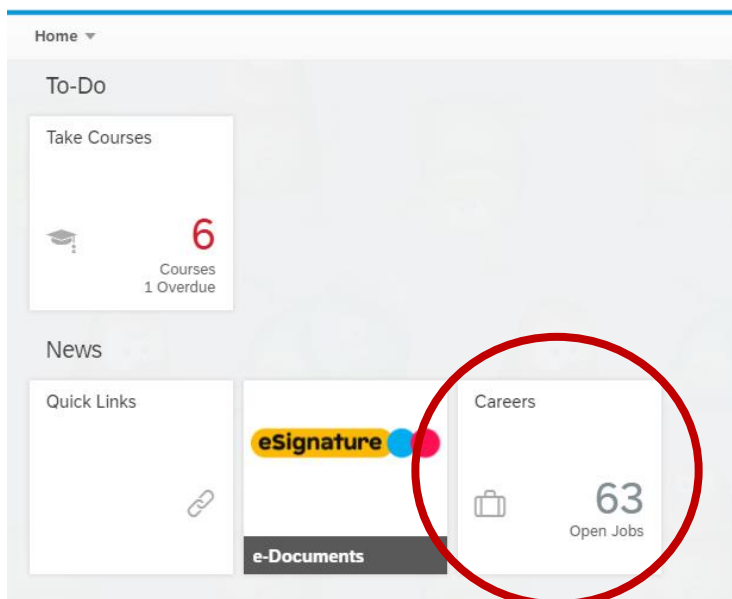 Home
To-Do
Take Courses
6
Courses
1 Overdue
News
Quick Links
eSignature
e-Documents
Careers
63
Open Jobs